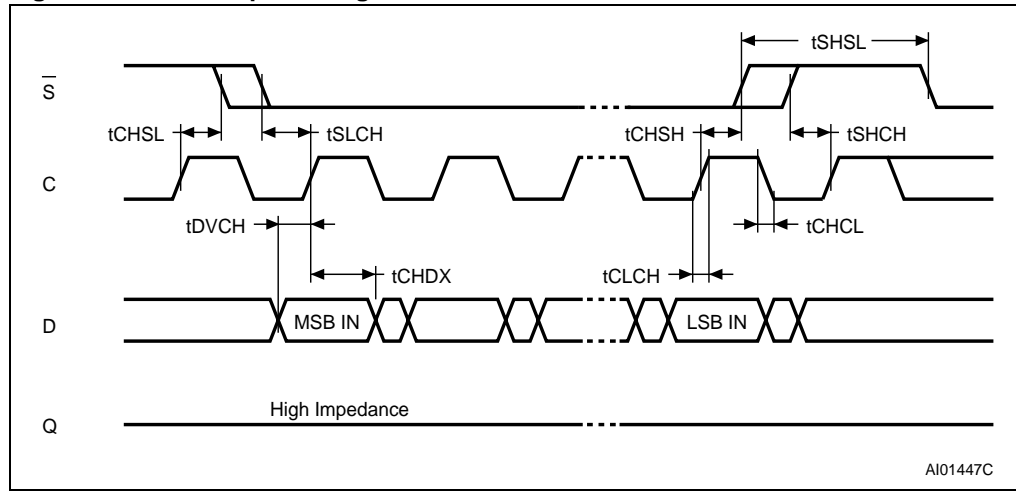 tSHSL
S
tCHSL
tSLCH
tCHSH
tSHCH
C
tDVCH
tCHCL
tCHDX
tCLCH
D
MSB IN
LSB IN
High Impedance
Q
AI01447C